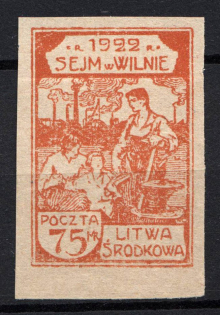 R. 1922 R.
SEJM W WILNIE
POCZTA
75 MK
LITWA
ŚRODKOWA